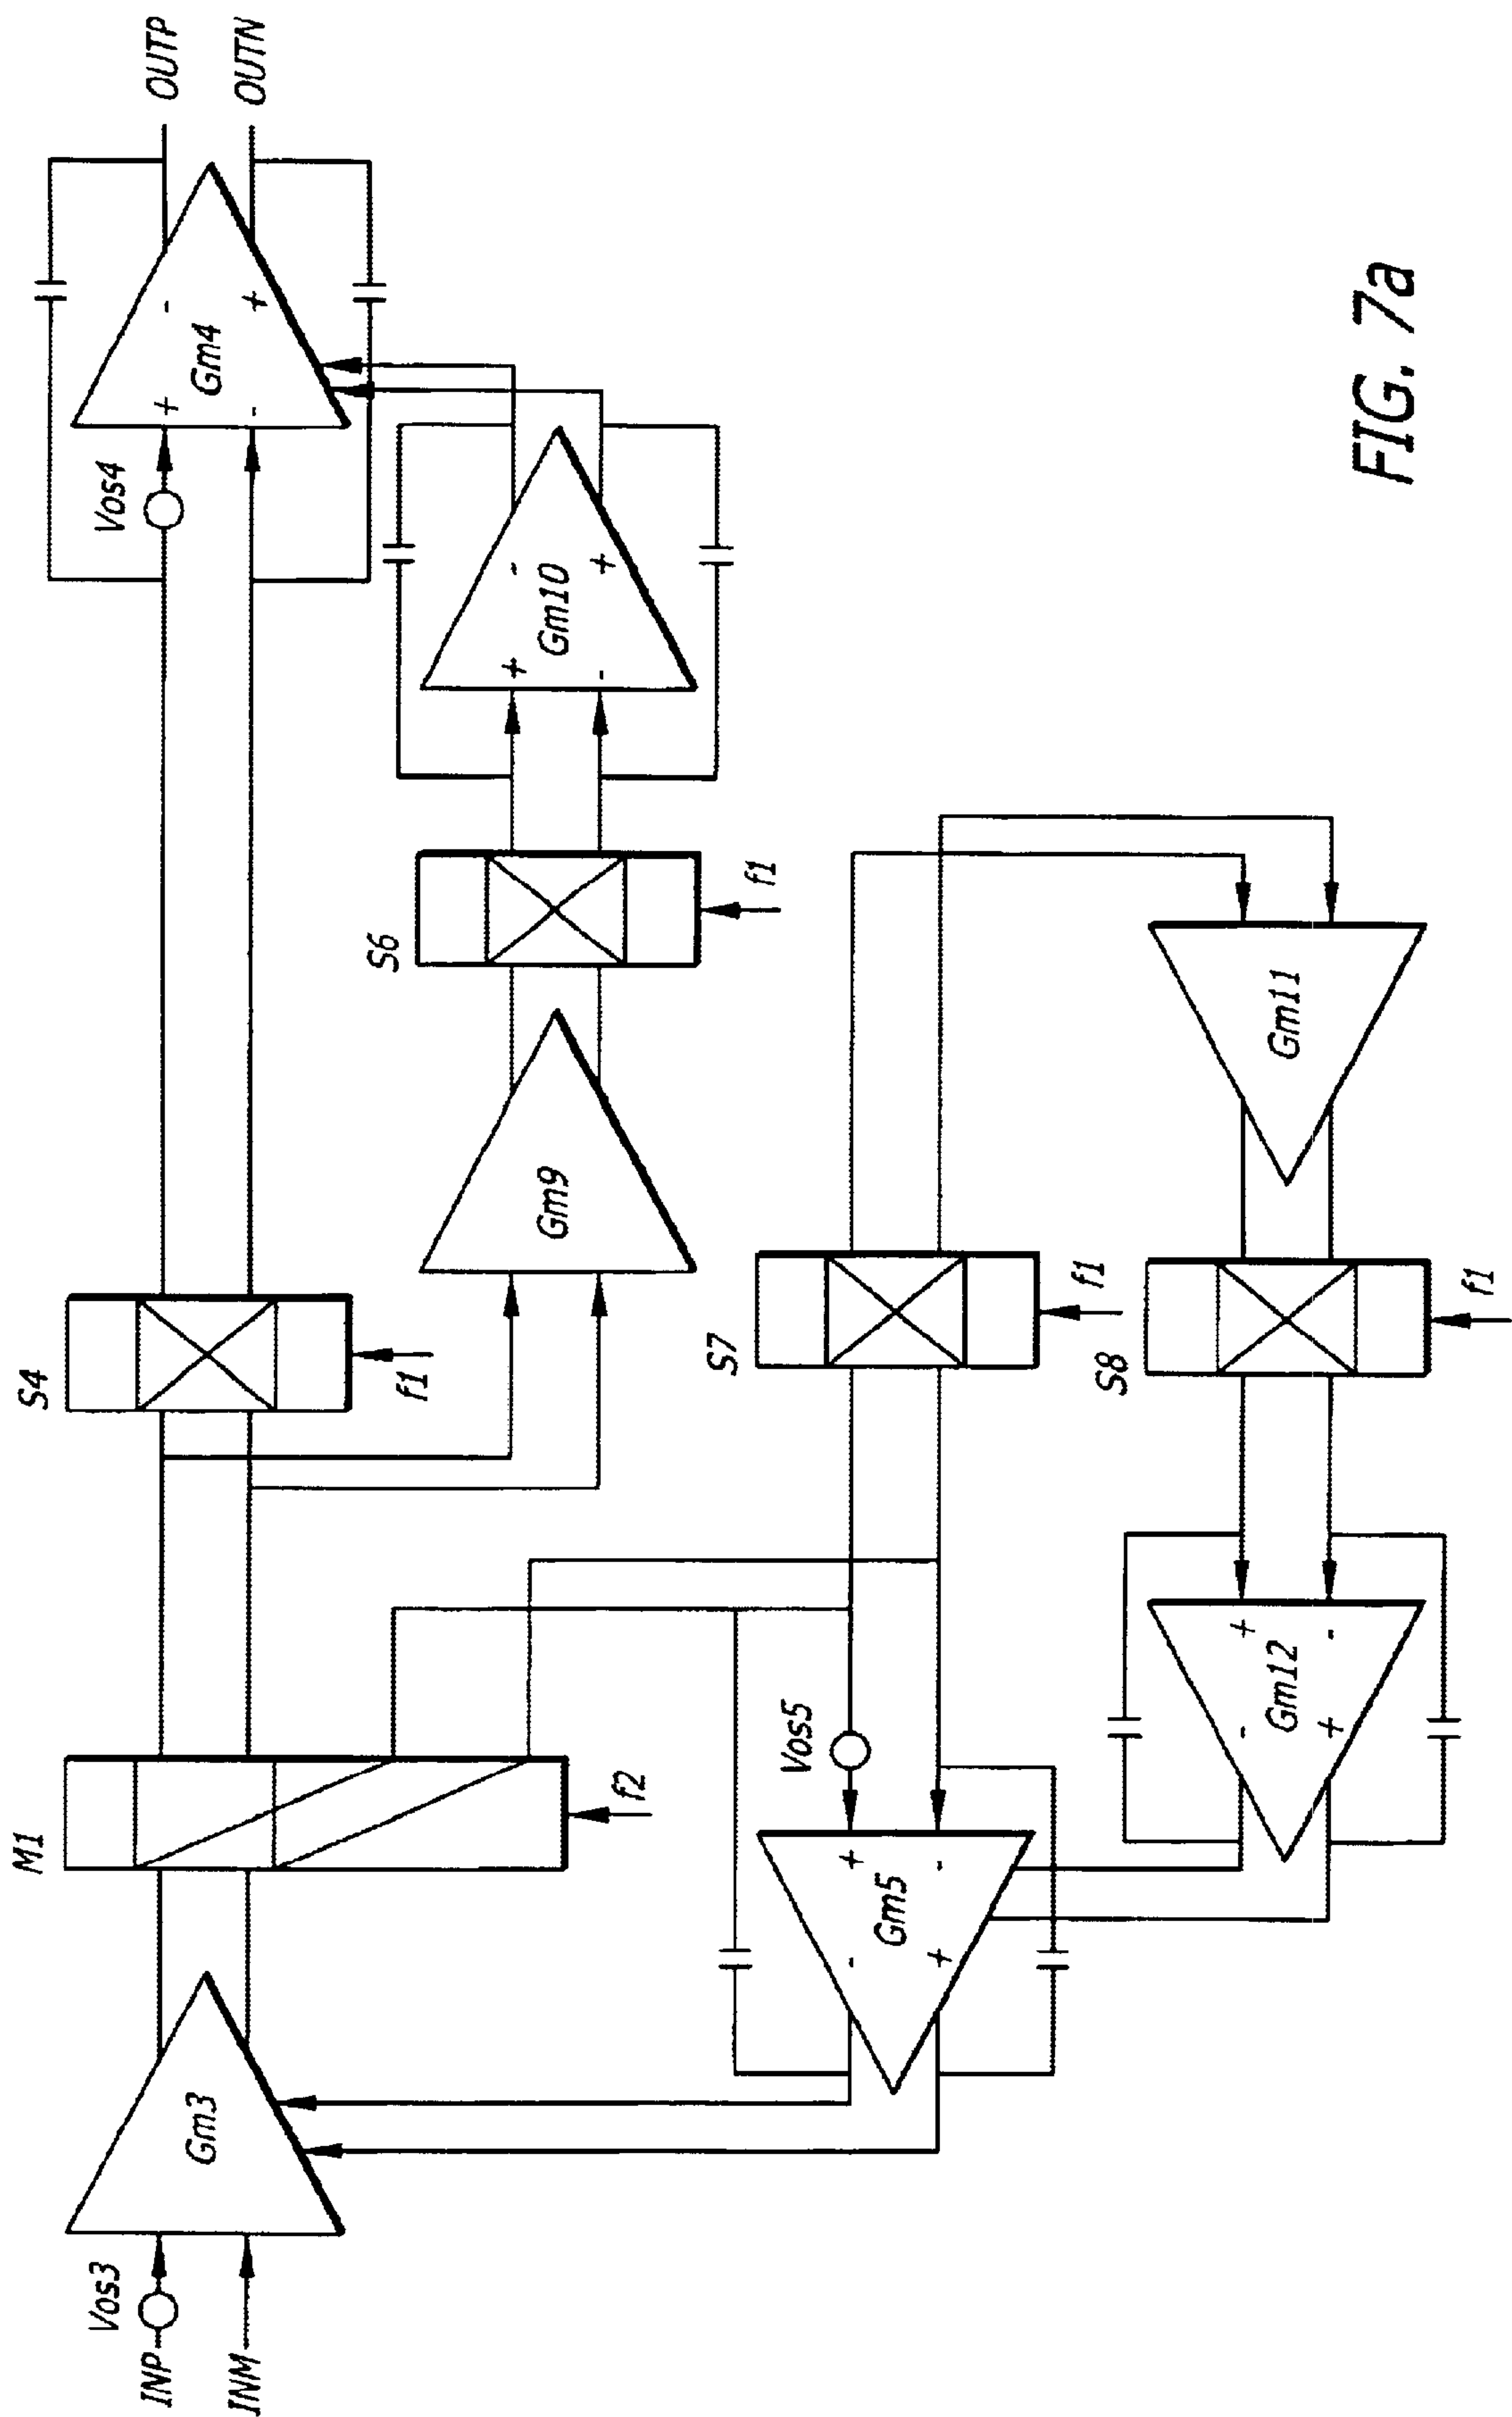 INP
INM
Vos3
Gm3
M1
f2
S4
f1
Vos4
+
-
Gm4
-
+
OUTP
OUTN
Gm9
S6
f1
+
-
Gm10
-
+
Vos5
+
-
Gm5
-
+
S7
f1
Gm11
S8
f1
+
-
Gm12
-
+
FIG. 7a